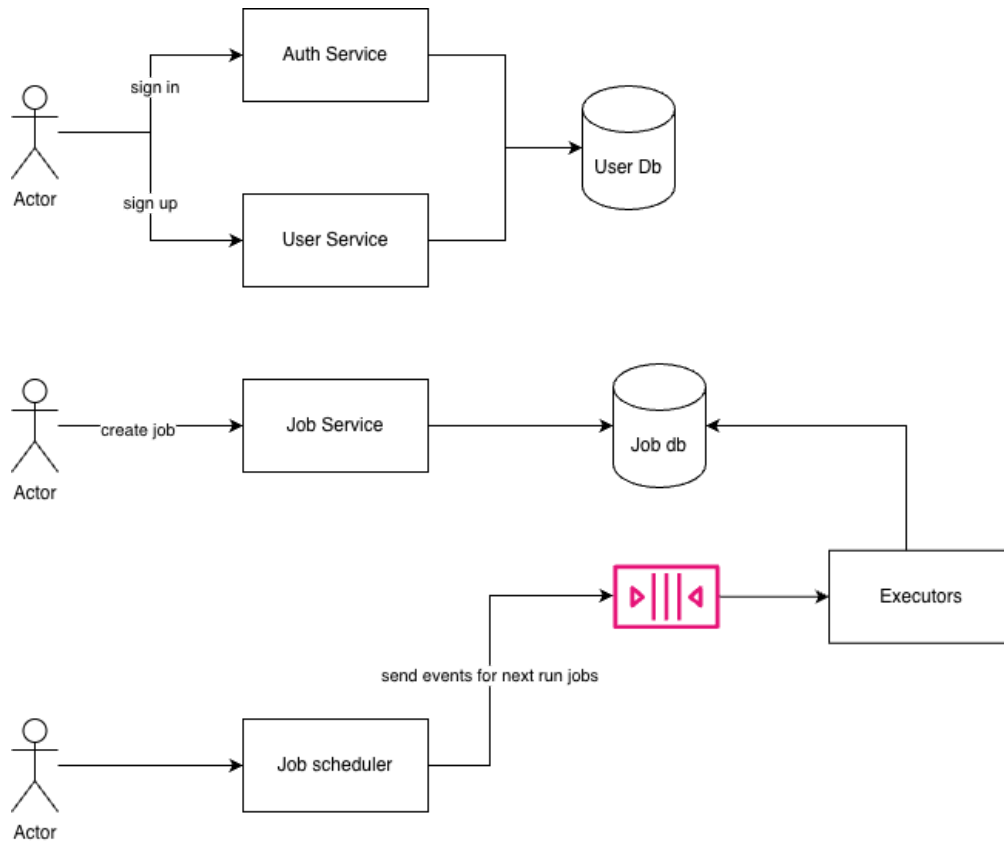 Auth Service
sign in
User Db
Actor
sign up
User Service
Job Service
create job
Job db
Actor
Executors
send events for next run jobs
Job scheduler
Actor